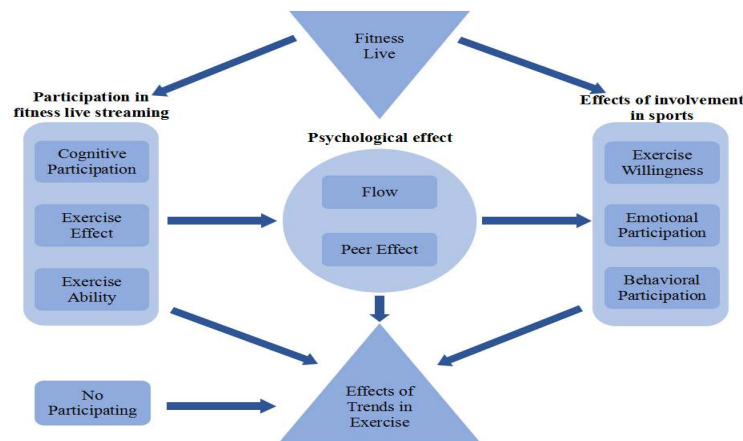 Fitness
Live
Participation in
fitness live streaming
Cognitive
Participation
Exercise
Effect
Exercise
Ability
Psychological effect
Flow
Peer Effect
Effects of involvement
in sports
Exercise
Willingness
Emotional
Participation
Behavioral
Participation
No
Participating
Effects of
Trends in
Exercise